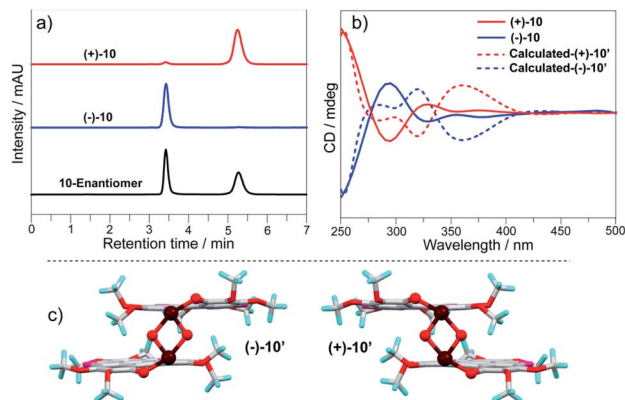 a)
(+)-10
(-)-10
10-Enantiomer
Intensity / mAU
0 1 2 3 4 5 6 7
Retention time / min
b)
(+)-10
(-)-10
Calculated-(+)-10'
Calculated-(-)-10'
CD / mdeg
250 300 350 400 450 500
Wavelength / nm
c)
(-)-10' (+)-10'